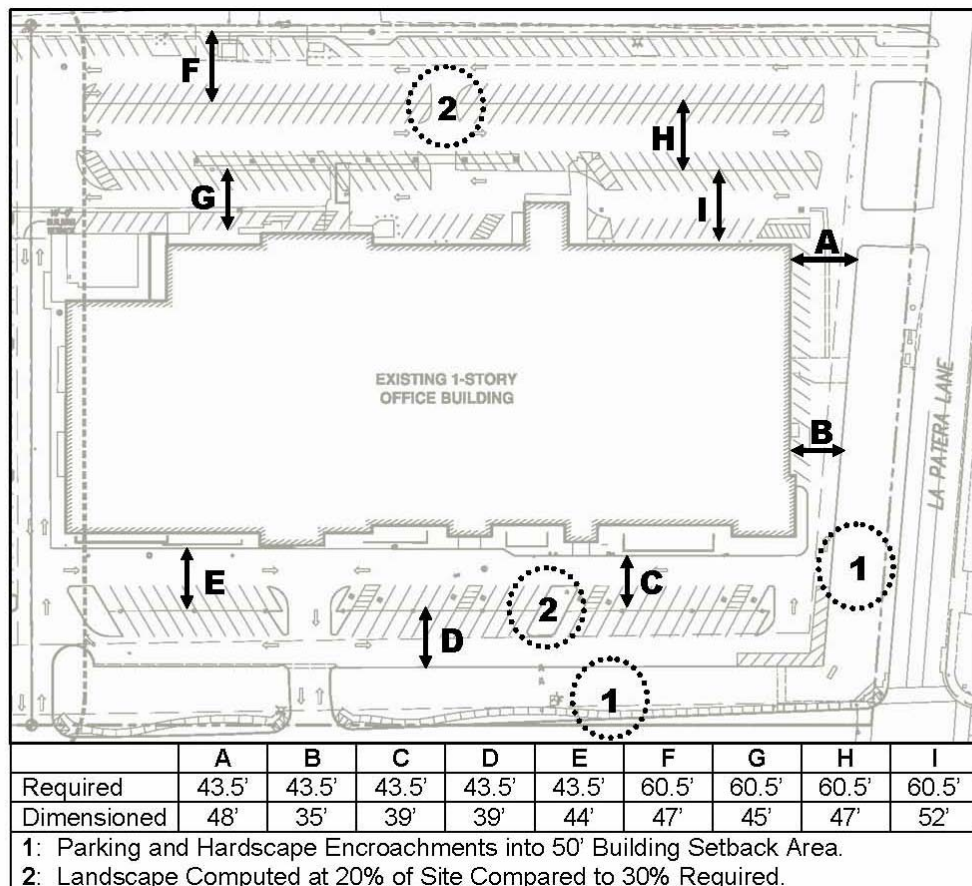 F
2
H
G
I
A
EXISTING 1-STORY
OFFICE BUILDING
B
LA PATERA LANE
E
C
1
2
D
1
A B C D E F G H I
Required 43.5' 43.5' 43.5' 43.5' 43.5' 60.5' 60.5' 60.5' 60.5'
Dimensioned 48' 35' 39' 39' 44' 47' 45' 47' 52'
1: Parking and Hardscape Encroachments into 50' Building Setback Area.
2: Landscape Computed at 20% of Site Compared to 30% Required.